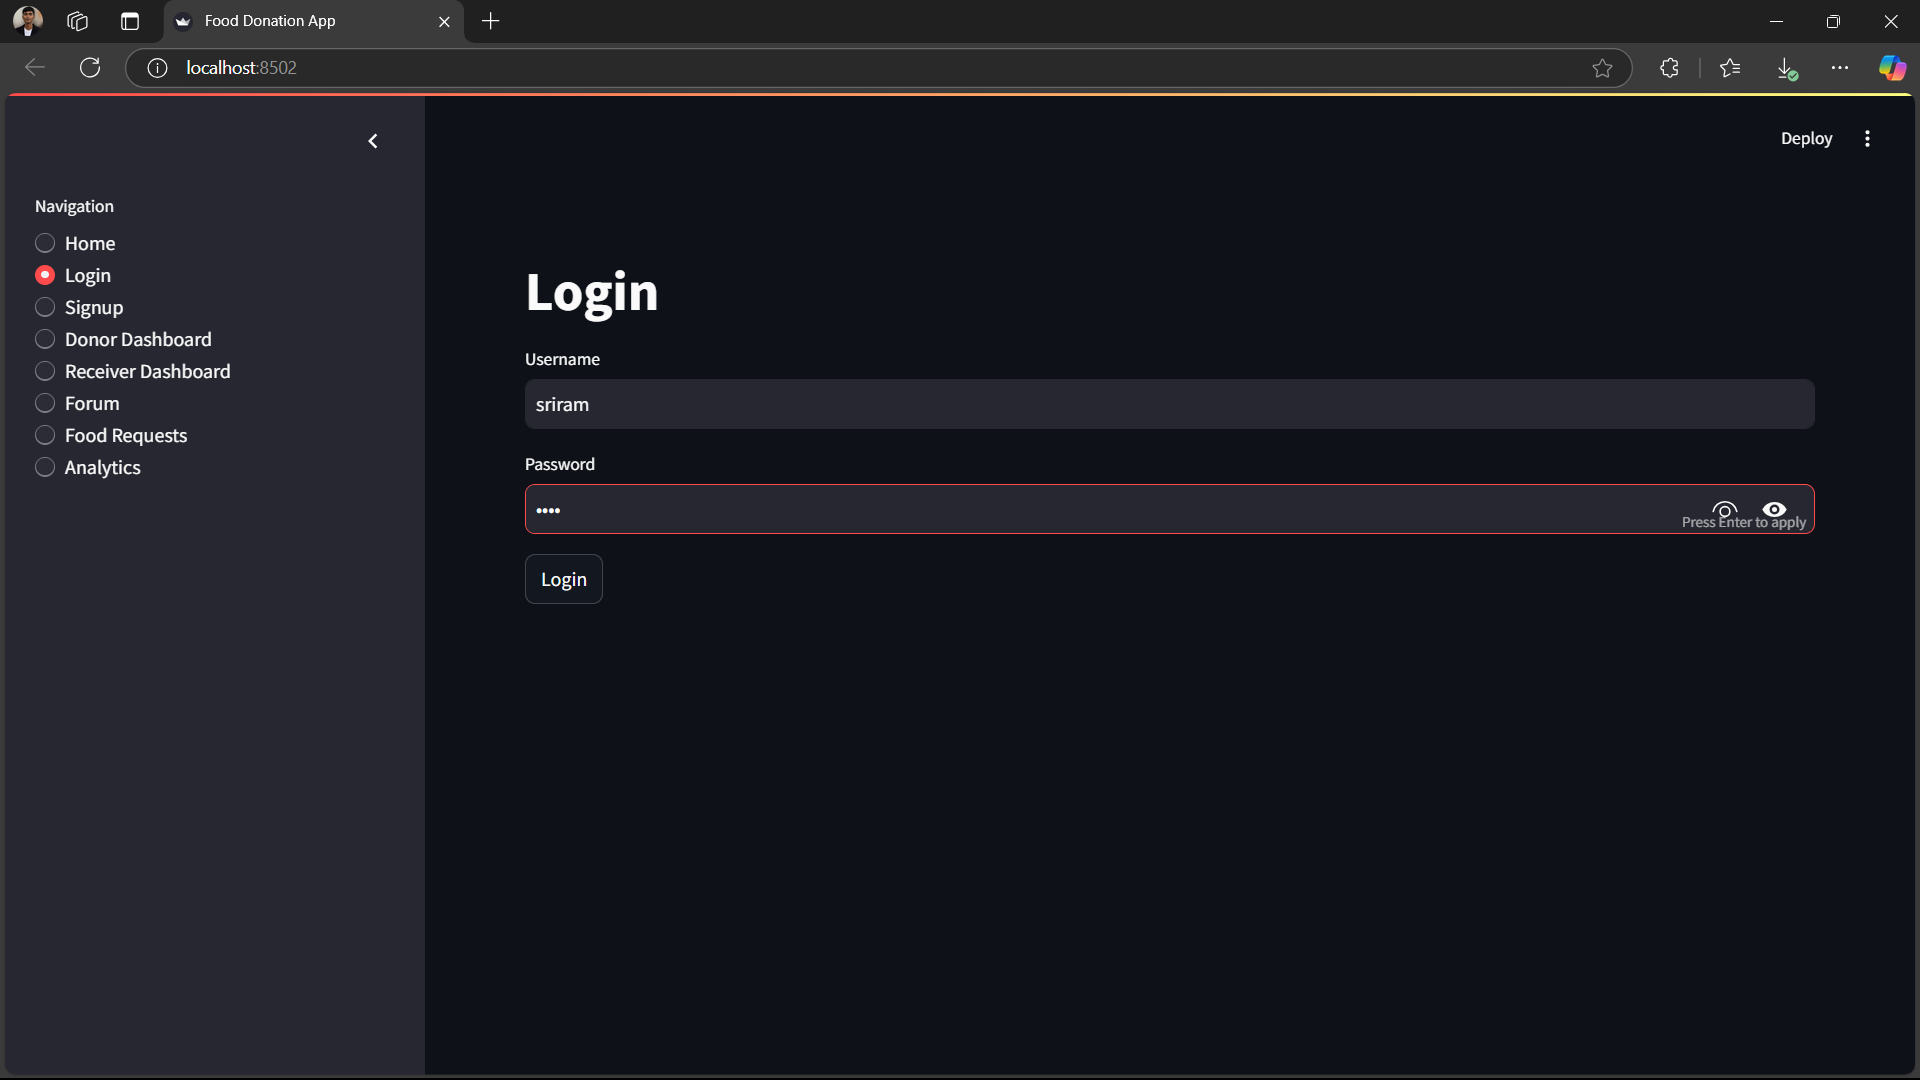 Food Donation App
localhost:8502
Deploy
Navigation
Home
Login
Signup
Donor Dashboard
Receiver Dashboard
Forum
Food Requests
Analytics
Login
Username
sriram
Password
••••
Press Enter to apply
Login